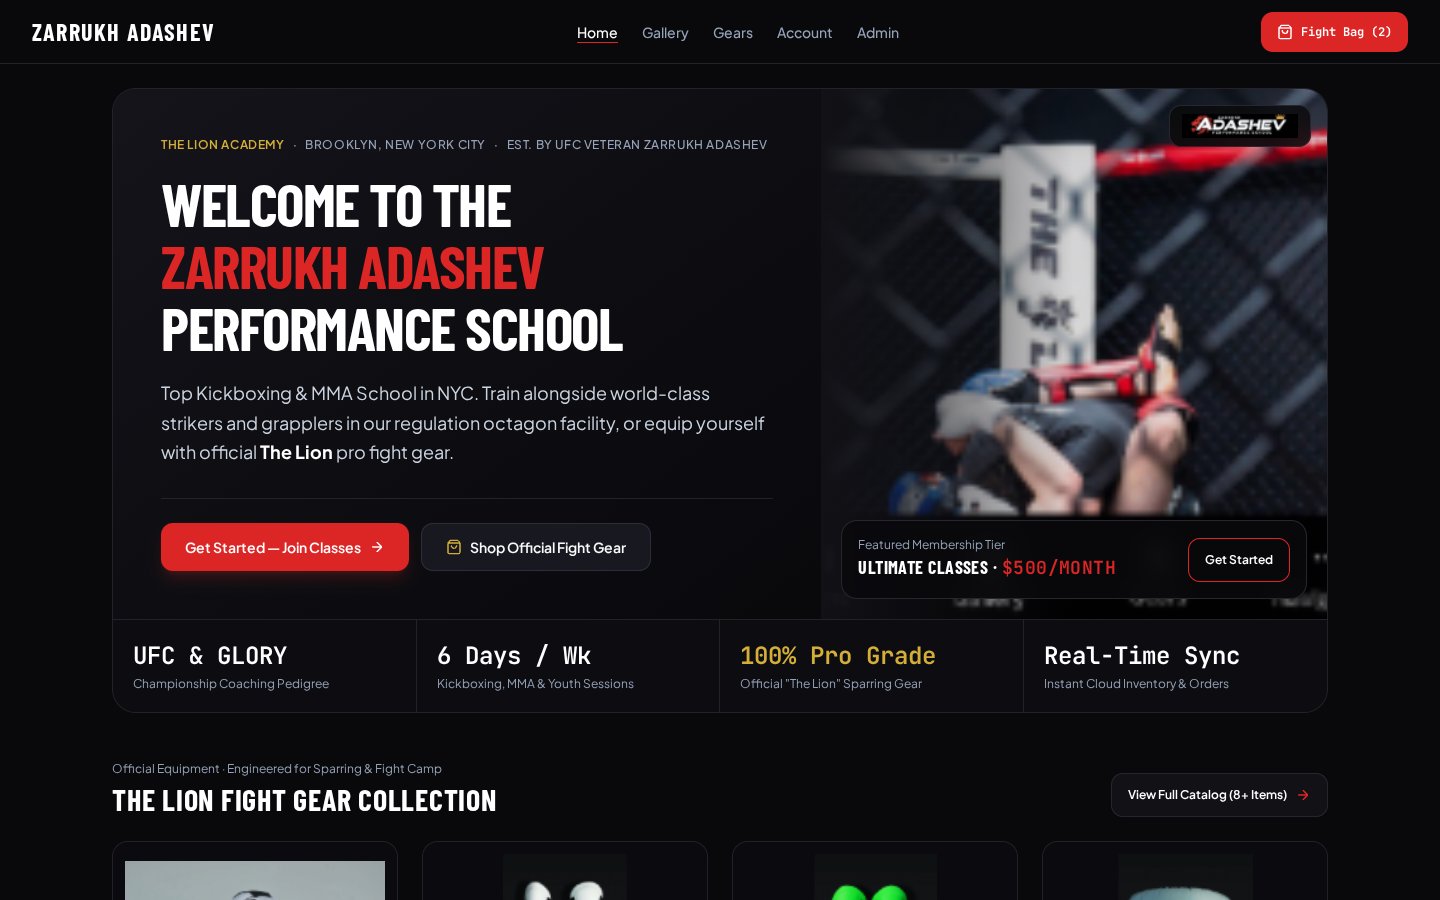 ZARRUKH ADASHEV
Home Gallery Gears Account Admin
Fight Bag (2)
THE LION ACADEMY · BROOKLYN, NEW YORK CITY · EST. BY UFC VETERAN ZARRUKH ADASHEV
WELCOME TO THE
ZARRUKH ADASHEV
PERFORMANCE SCHOOL
Top Kickboxing & MMA School in NYC. Train alongside world-class
strikers and grapplers in our regulation octagon facility, or equip yourself
with official The Lion pro fight gear.
Get Started — Join Classes
Shop Official Fight Gear
ADASHEV
PERFORMANCE SCHOOL
THE
Featured Membership Tier
ULTIMATE CLASSES · $500/MONTH
Get Started
UFC & GLORY
Championship Coaching Pedigree
6 Days / Wk
Kickboxing, MMA & Youth Sessions
100% Pro Grade
Official "The Lion" Sparring Gear
Real-Time Sync
Instant Cloud Inventory & Orders
Official Equipment · Engineered for Sparring & Fight Camp
THE LION FIGHT GEAR COLLECTION
View Full Catalog (8+ Items)